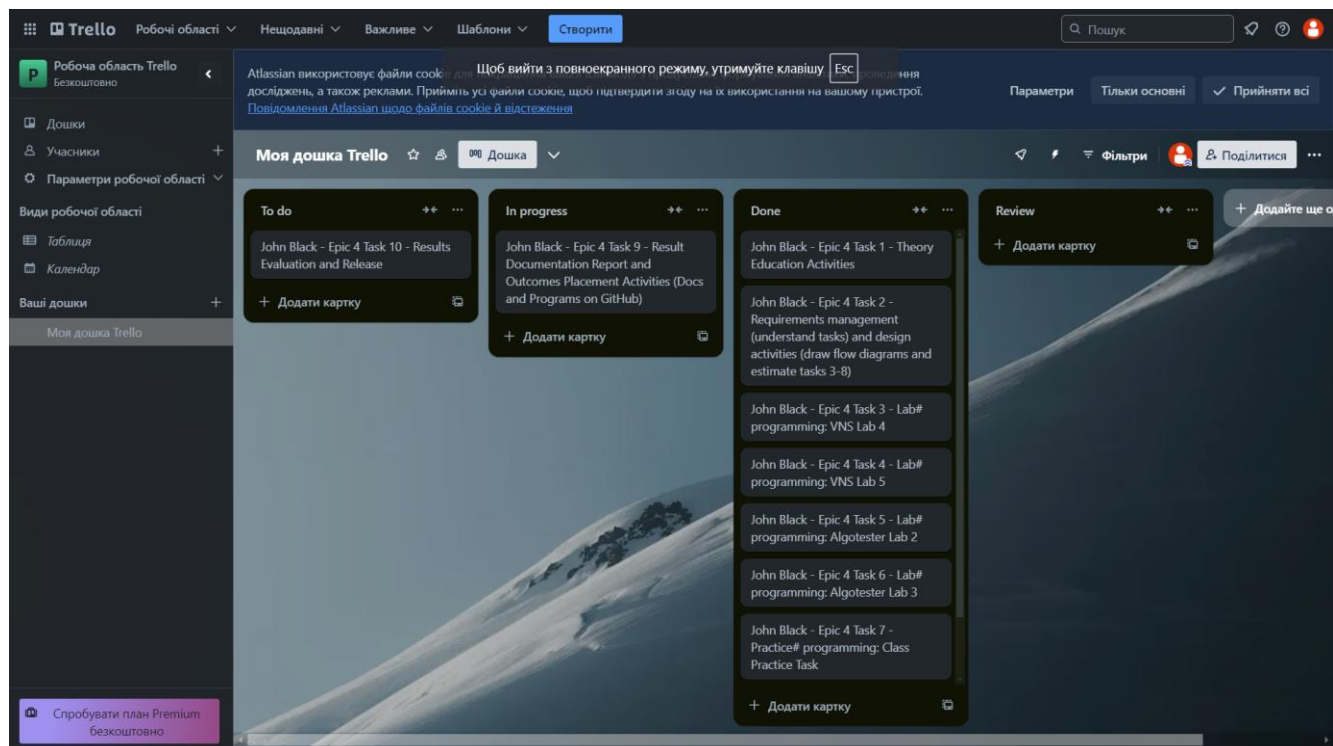 Trello
Робочі області
Нещодавні
Важливе
Шаблони
Створити
Пошук
P
Робоча область Trello
Безкоштовно
Дошки
Учасники
Параметри робочої області
Види робочої області
Таблиця
Календар
Ваші дошки
Моя дошка Trello
Спробувати план Premium
безкоштовно
Щоб вийти з повноекранного режиму, утримуйте клавішу Esc
Atlassian використовує файли cookie
досліджень, а також реклами. Прийміть усі файли cookie, щоб підтвердити згоду на їх використання на вашому пристрої.
Повідомлення Atlassian щодо файлів cookie й відстеження
Параметри
Тільки основні
Прийняти всі
Моя дошка Trello
Дошка
Фільтри
Поділитися
To do
John Black - Epic 4 Task 10 - Results
Evaluation and Release
+ Додати картку
In progress
John Black - Epic 4 Task 9 - Result
Documentation Report and
Outcomes Placement Activities (Docs
and Programs on GitHub)
+ Додати картку
Done
John Black - Epic 4 Task 1 - Theory
Education Activities
John Black - Epic 4 Task 2 -
Requirements management
(understand tasks) and design
activities (draw flow diagrams and
estimate tasks 3-8)
John Black - Epic 4 Task 3 - Lab#
programming: VNS Lab 4
John Black - Epic 4 Task 4 - Lab#
programming: VNS Lab 5
John Black - Epic 4 Task 5 - Lab#
programming: Algotester Lab 2
John Black - Epic 4 Task 6 - Lab#
programming: Algotester Lab 3
John Black - Epic 4 Task 7 -
Practice# programming: Class
Practice Task
+ Додати картку
Review
+ Додати картку
+ Додайте ще о